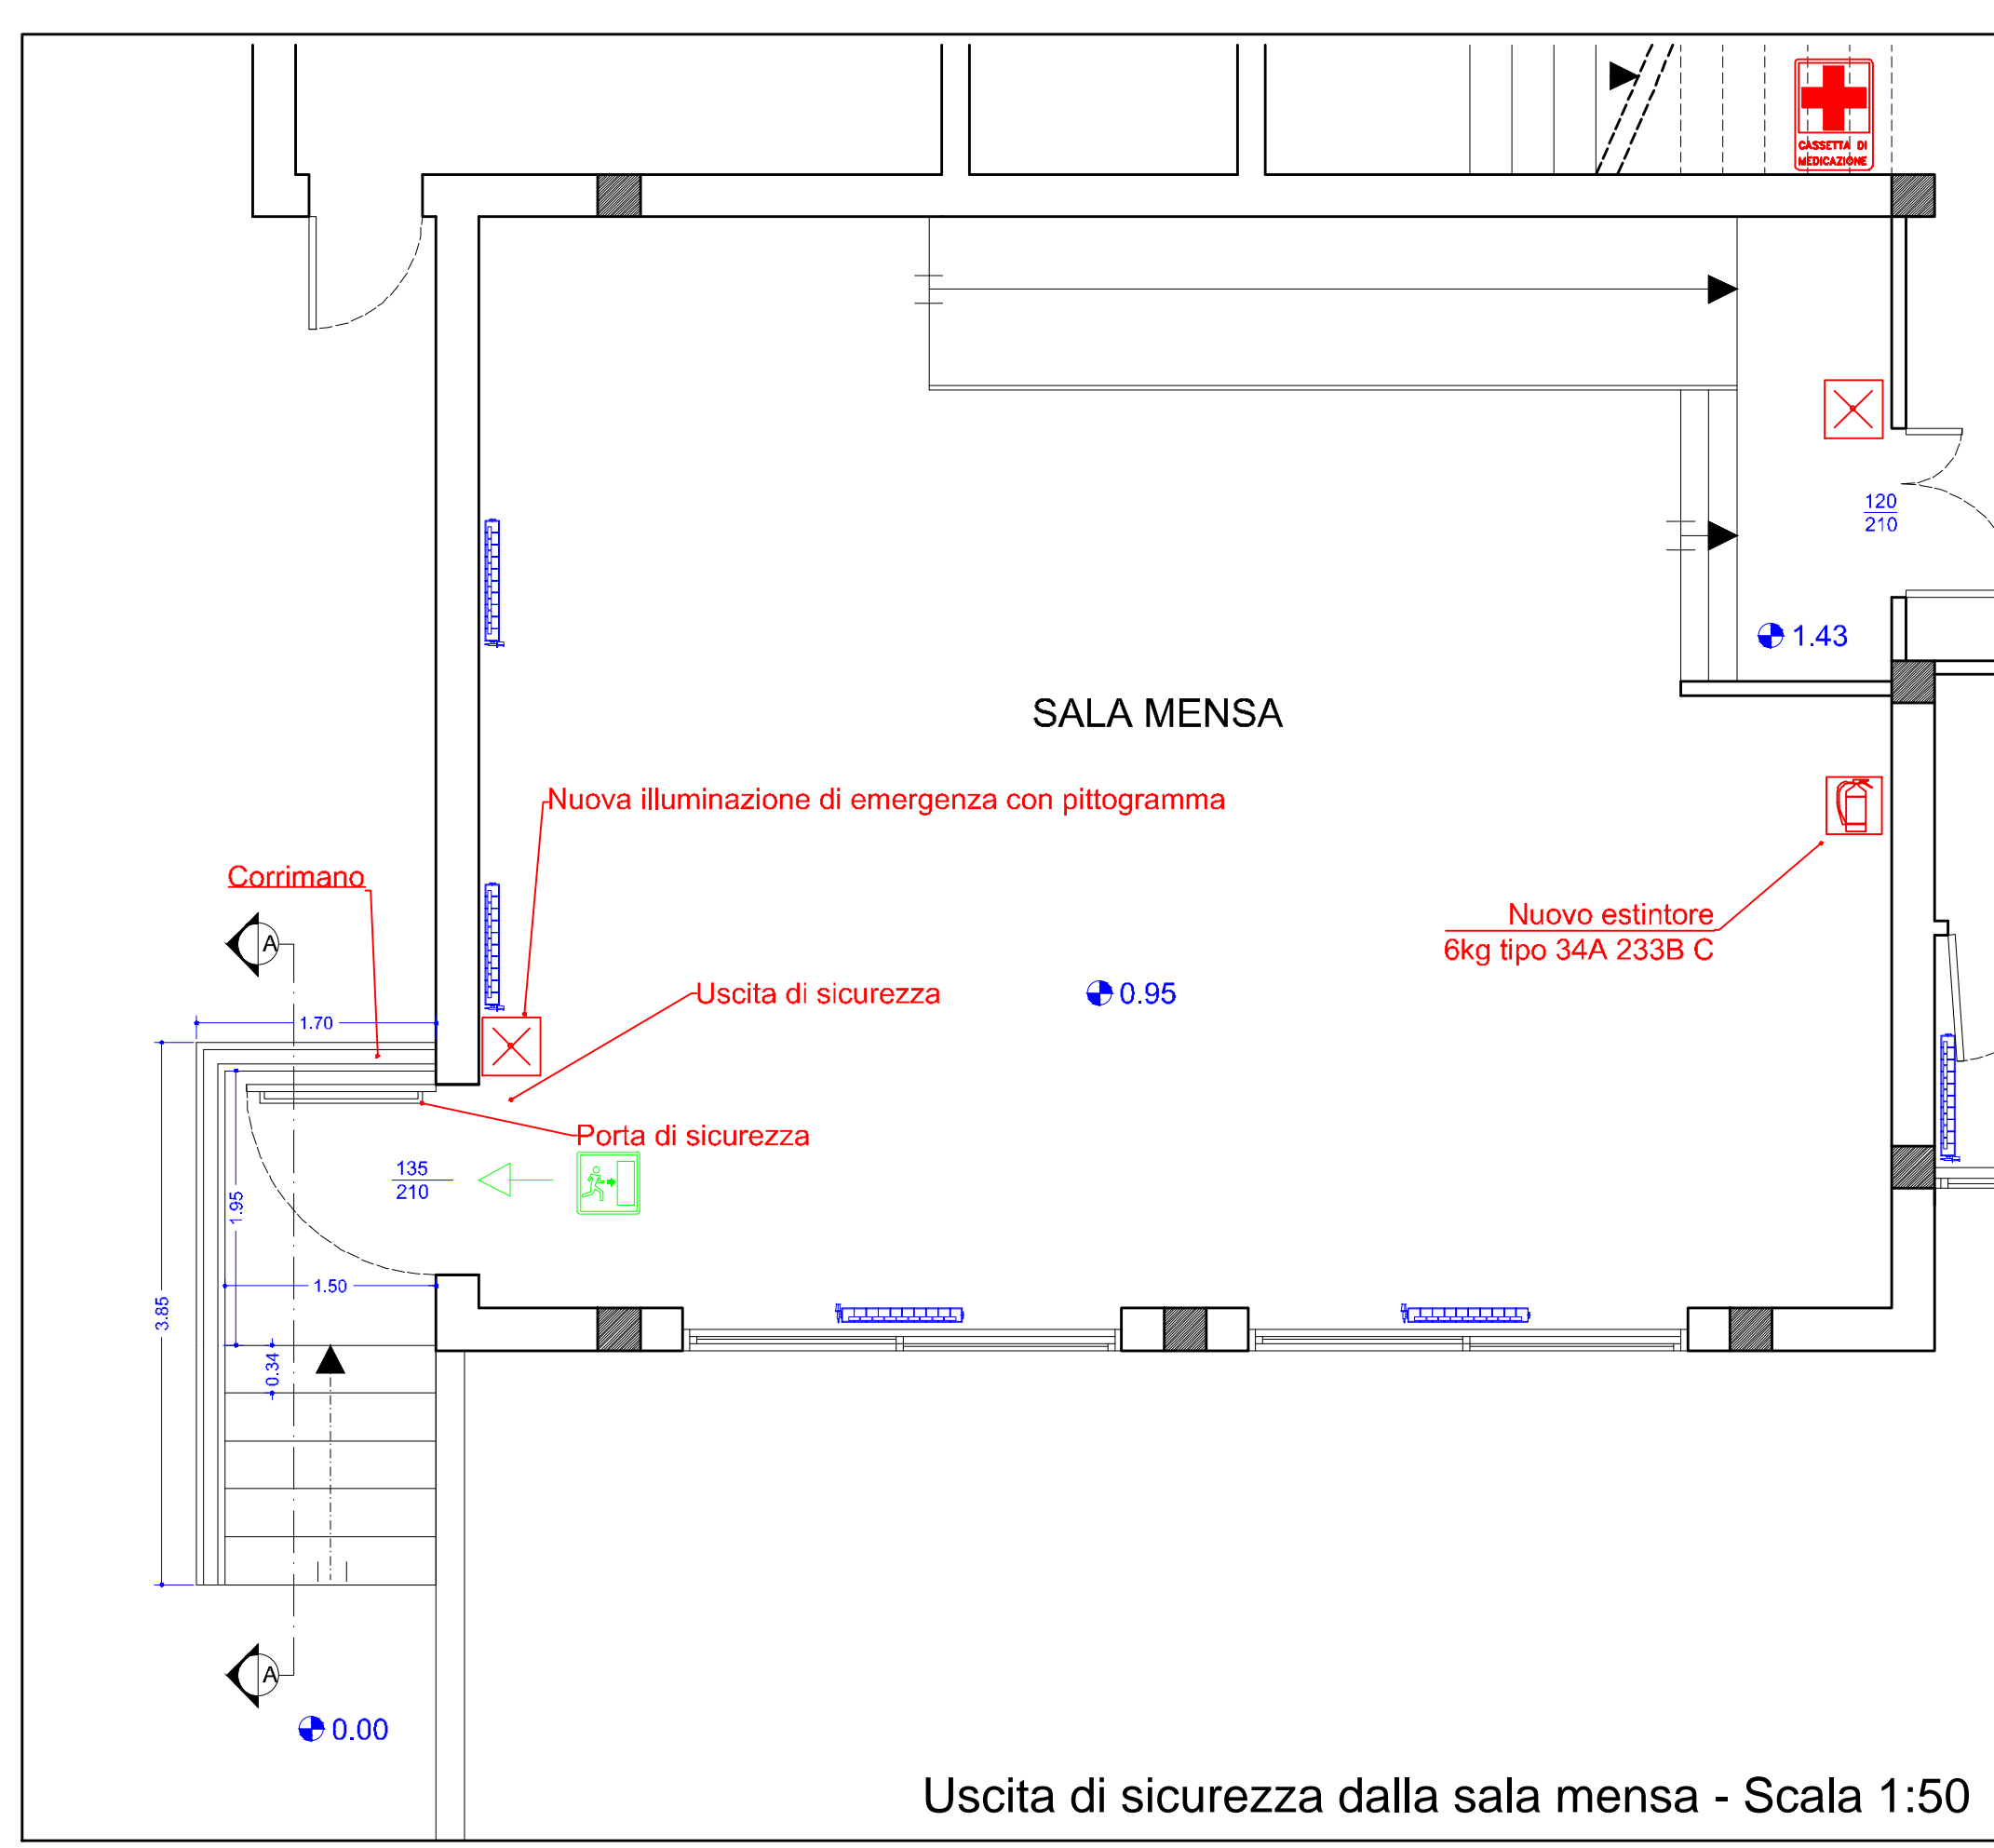 CASSETTA DI
MEDICAZIONE
120
210
1.43
SALA MENSA
Nuova illuminazione di emergenza con pittogramma
Corrimano
Nuovo estintore
6kg tipo 34A 233B C
A
Uscita di sicurezza
0.95
1.70
Porta di sicurezza
135
210
1.95
1.50
3.85
0.34
A
0.00
Uscita di sicurezza dalla sala mensa - Scala 1:50